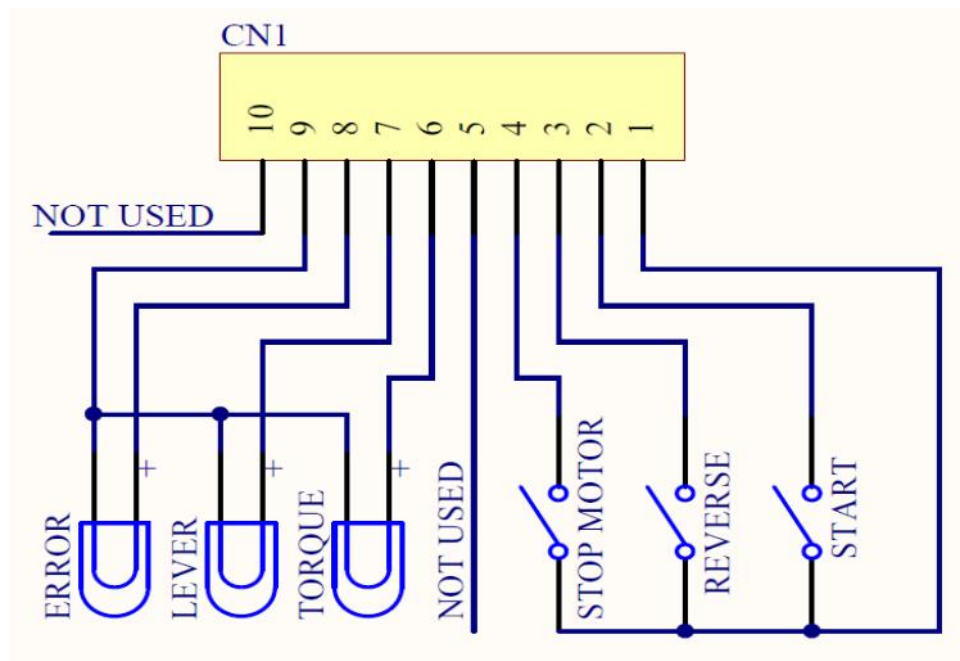 CN1
10 9 8 7 6 5 4 3 2 1
NOT USED
+ + +
ERROR
LEVER
TORQUE
NOT USED
STOP MOTOR
REVERSE
START